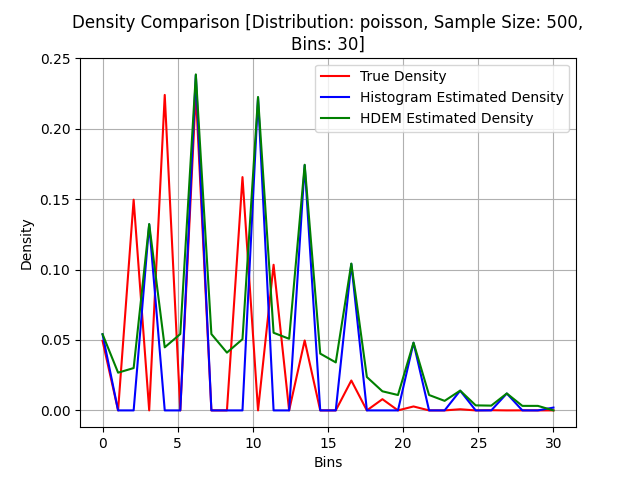 Density Comparison [Distribution: poisson, Sample Size: 500,
Bins: 30]
True Density
Histogram Estimated Density
HDEM Estimated Density
Density
0.25
0.20
0.15
0.10
0.05
0.00
0 5 10 15 20 25 30
Bins